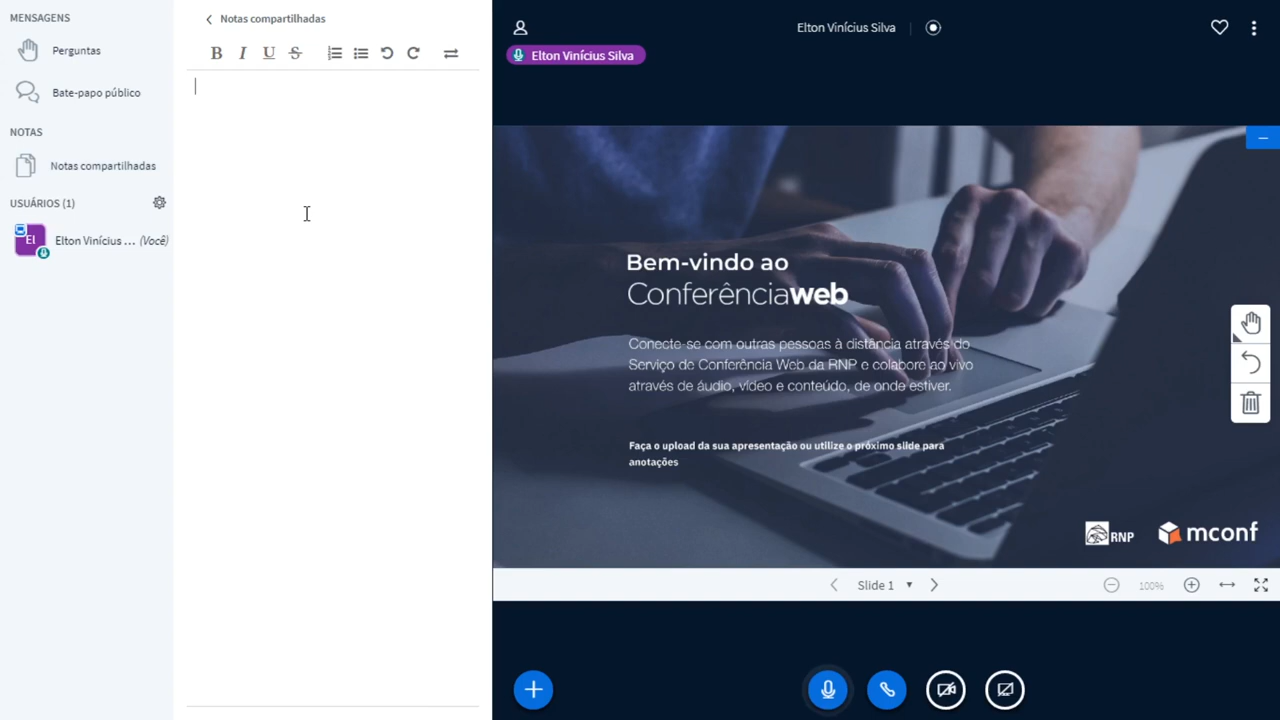 MENSAGENS
Perguntas
Bate-papo público
NOTAS
Notas compartilhadas
USUÁRIOS (1)
EI
Elton Vinícius ... (Você)
Notas compartilhadas
B I U S
Elton Vinícius Silva
Elton Vinícius Silva
Bem-vindo ao
Conferênciaweb
Conecte-se com outras pessoas à distância através do
Serviço de Conferência Web da RNP e colabore ao vivo
através de áudio, vídeo e conteúdo, de onde estiver.
Faça o upload da sua apresentação ou utilize o próximo slide para
anotações
RNP
mconf
Slide 1
100%